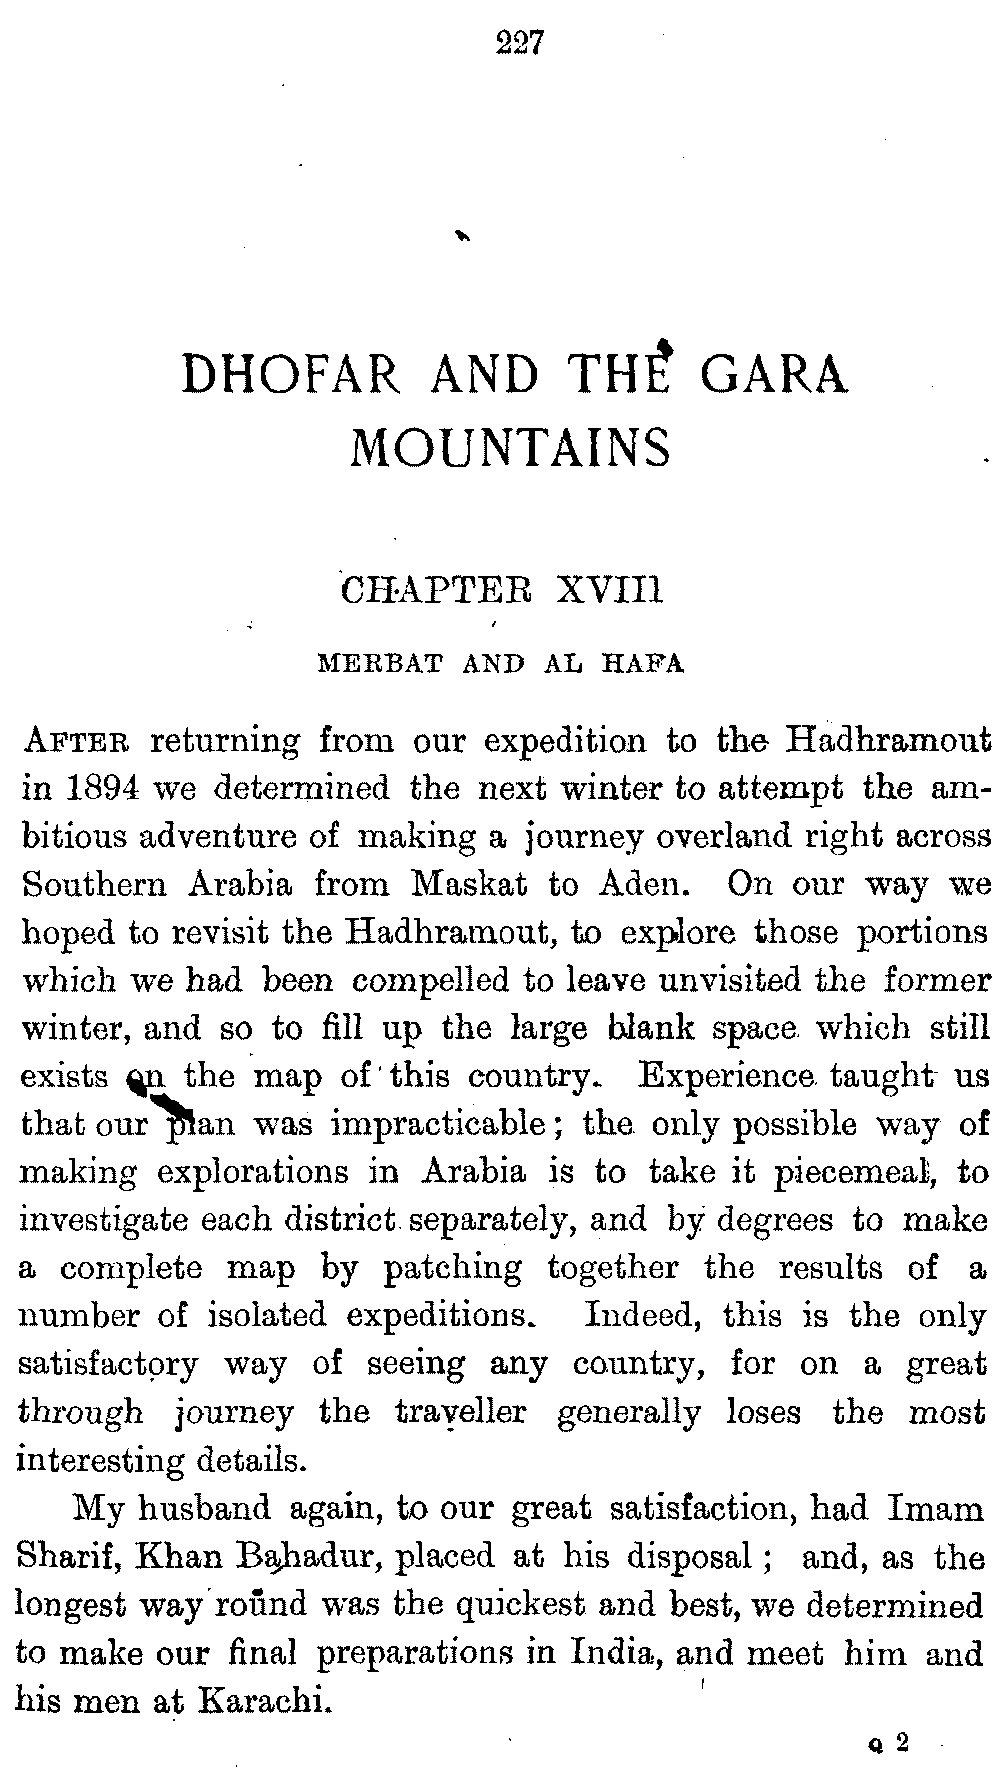 227
DHOFAR AND THE GARA
MOUNTAINS
CHAPTER XVIII
MERBAT AND AL HAFA
AFTER returning from our expedition to the Hadhramout
in 1894 we determined the next winter to attempt the am-
bitious adventure of making a journey overland right across
Southern Arabia from Maskat to Aden. On our way we
hoped to revisit the Hadhramout, to explore those portions
which we had been compelled to leave unvisited the former
winter, and so to fill up the large blank space which still
exists on the map of this country. Experience taught us
that our plan was impracticable; the only possible way of
making explorations in Arabia is to take it piecemeal, to
investigate each district separately, and by degrees to make
a complete map by patching together the results of a
number of isolated expeditions. Indeed, this is the only
satisfactory way of seeing any country, for on a great
through journey the traveller generally loses the most
interesting details.
My husband again, to our great satisfaction, had Imam
Sharif, Khan Bahadur, placed at his disposal; and, as the
longest way round was the quickest and best, we determined
to make our final preparations in India, and meet him and
his men at Karachi.
Q 2